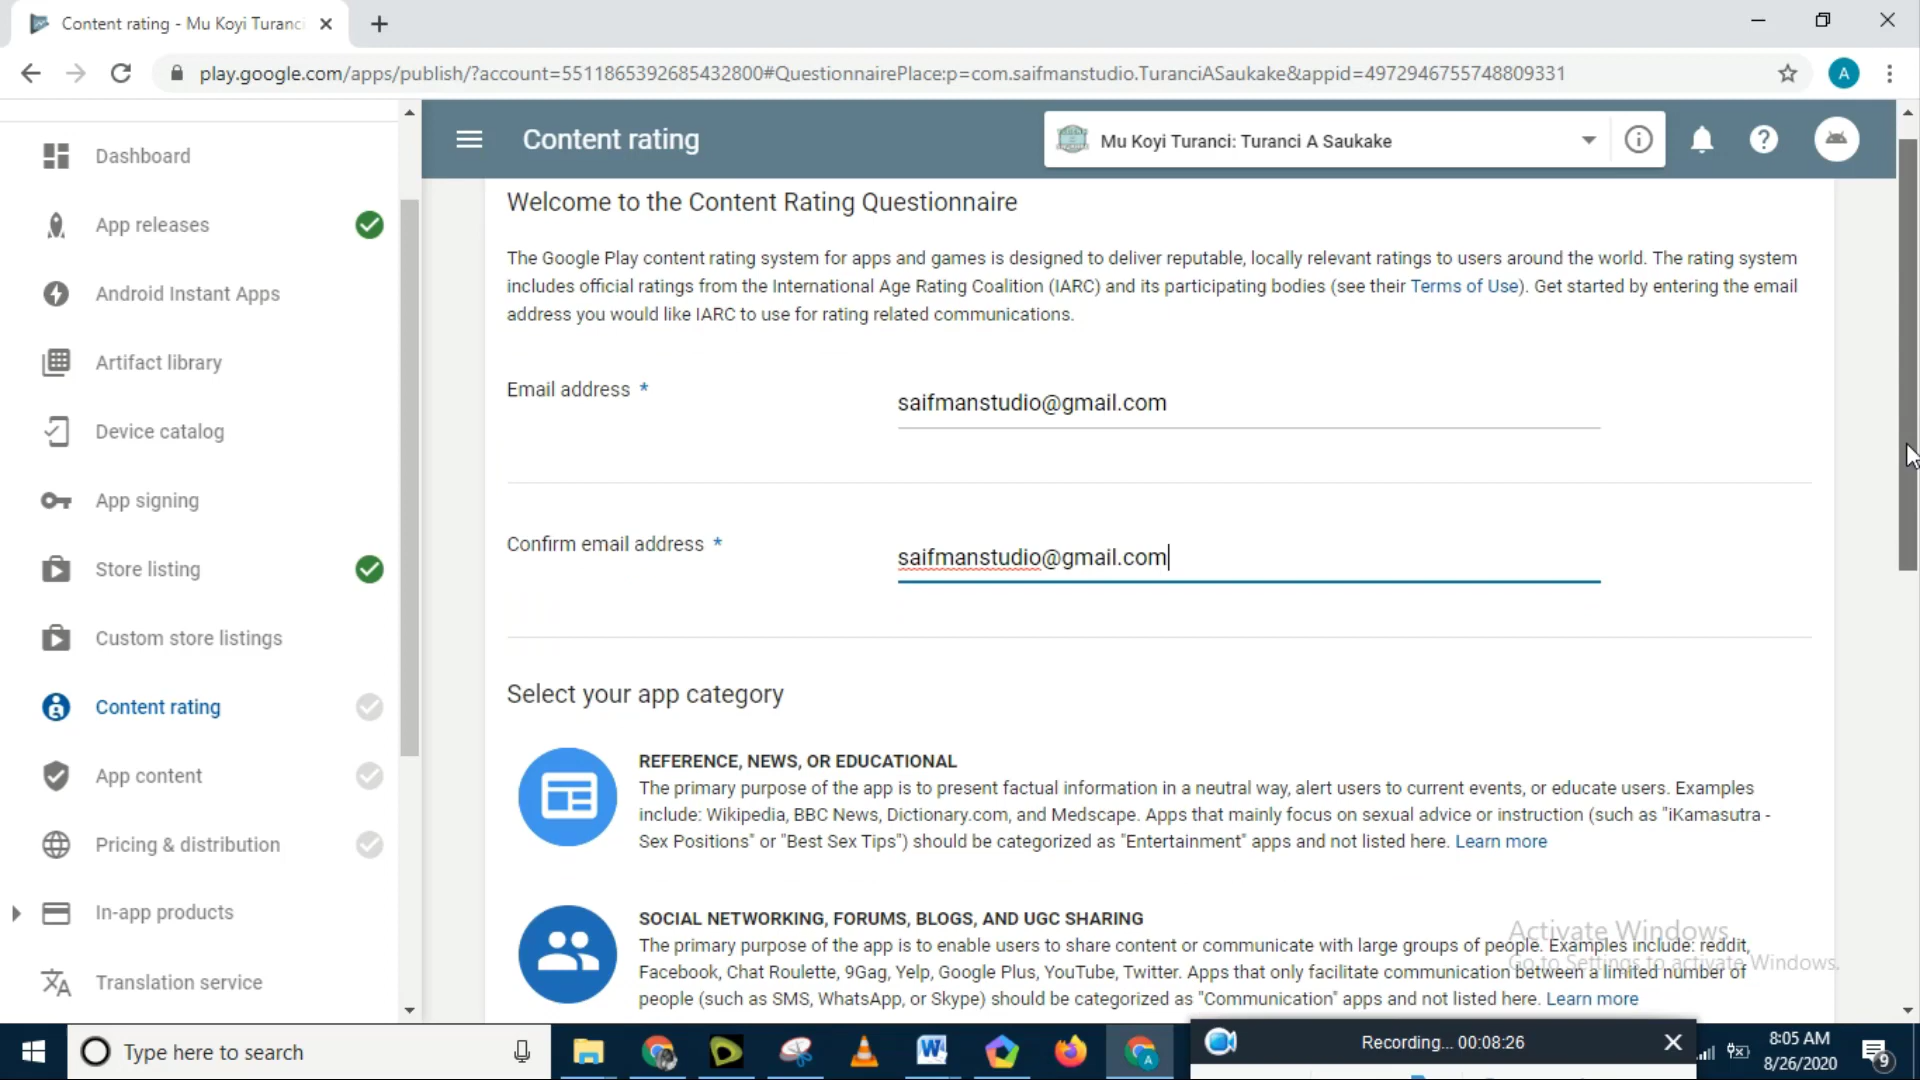 Content rating - Mu Koyi Turanc
play.google.com/apps/publish/?account=5511865392685432800#QuestionnairePlace:p=com.saifmanstudio.TuranciASaukake&appid=4972946755748809331
A
Dashboard
App releases
Android Instant Apps
Artifact library
Device catalog
App signing
Store listing
Custom store listings
Content rating
App content
Pricing & distribution
In-app products
Translation service
Content rating
Mu Koyi Turanci: Turanci A Saukake
Welcome to the Content Rating Questionnaire
The Google Play content rating system for apps and games is designed to deliver reputable, locally relevant ratings to users around the world. The rating system
includes official ratings from the International Age Rating Coalition (IARC) and its participating bodies (see their Terms of Use). Get started by entering the email
address you would like IARC to use for rating related communications.
Email address *
saifmanstudio@gmail.com
Confirm email address *
saifmanstudio@gmail.com
Select your app category
REFERENCE, NEWS, OR EDUCATIONAL
The primary purpose of the app is to present factual information in a neutral way, alert users to current events, or educate users. Examples
include: Wikipedia, BBC News, Dictionary.com, and Medscape. Apps that mainly focus on sexual advice or instruction (such as "iKamasutra -
Sex Positions" or "Best Sex Tips") should be categorized as "Entertainment" apps and not listed here. Learn more
SOCIAL NETWORKING, FORUMS, BLOGS, AND UGC SHARING
The primary purpose of the app is to enable users to share content or communicate with large groups of people. Examples include: reddit,
Facebook, Chat Roulette, 9Gag, Yelp, Google Plus, YouTube, Twitter. Apps that only facilitate communication between a limited number of
people (such as SMS, WhatsApp, or Skype) should be categorized as "Communication" apps and not listed here. Learn more
Activate Windows
Go to Settings to activate Windows.
Type here to search
Recording... 00:08:26
8:05 AM
8/26/2020
9